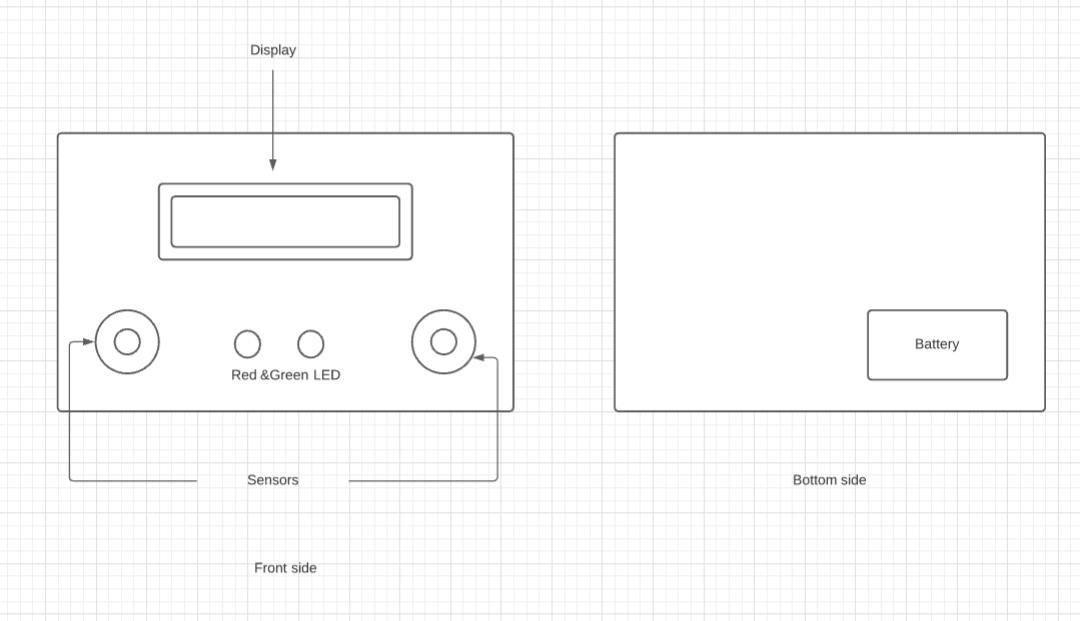 Display
Red &Green LED
Battery
Sensors
Bottom side
Front side